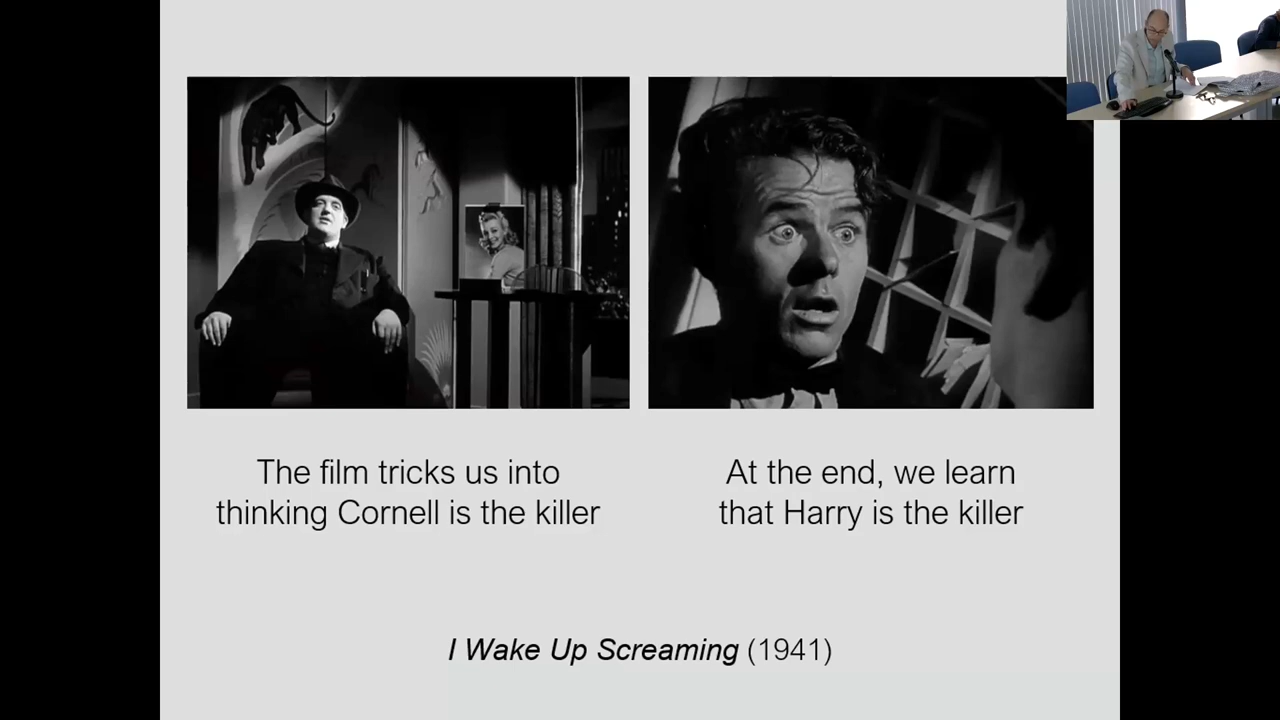 The film tricks us into
thinking Cornell is the killer
At the end, we learn
that Harry is the killer
I Wake Up Screaming (1941)